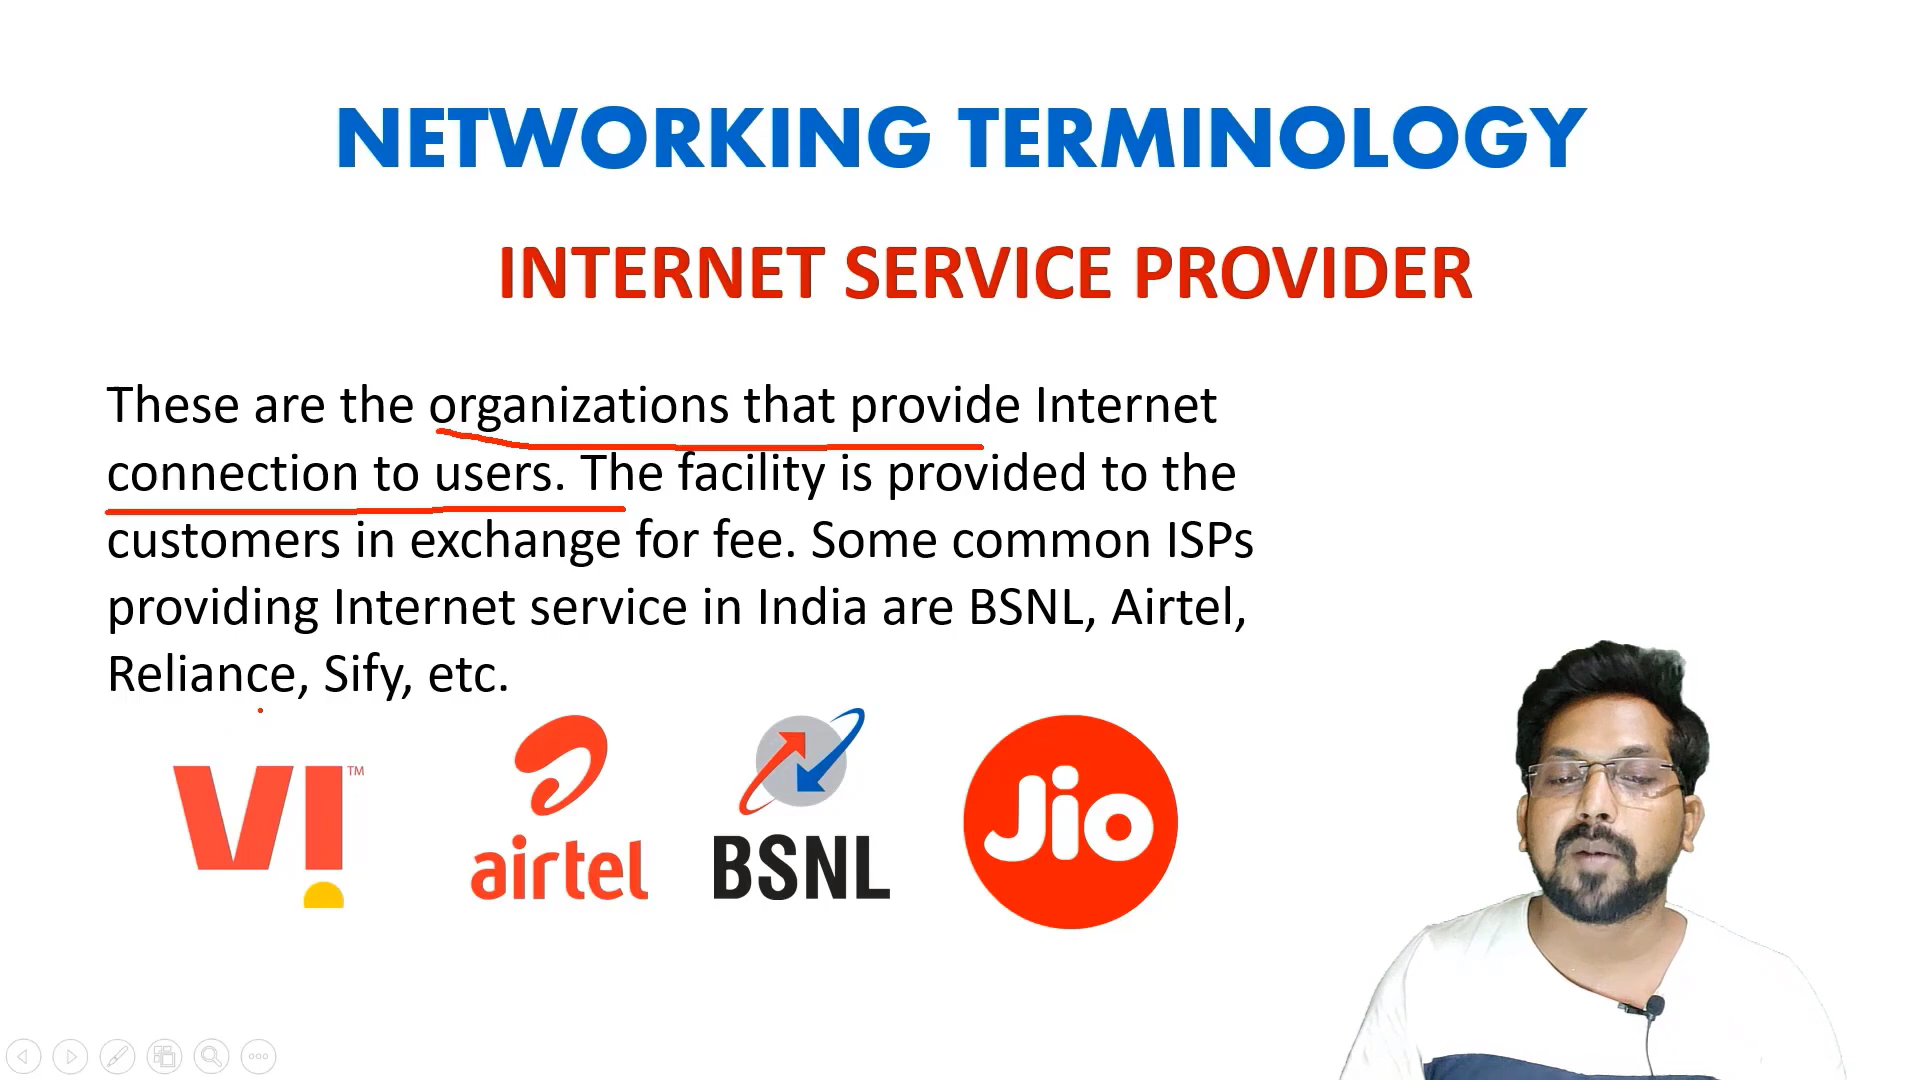 NETWORKING TERMINOLOGY
INTERNET SERVICE PROVIDER
These are the organizations that provide Internet
connection to users. The facility is provided to the
customers in exchange for fee. Some common ISPs
providing Internet service in India are BSNL, Airtel,
Reliance, Sify, etc.
VI™
airtel
BSNL
Jio